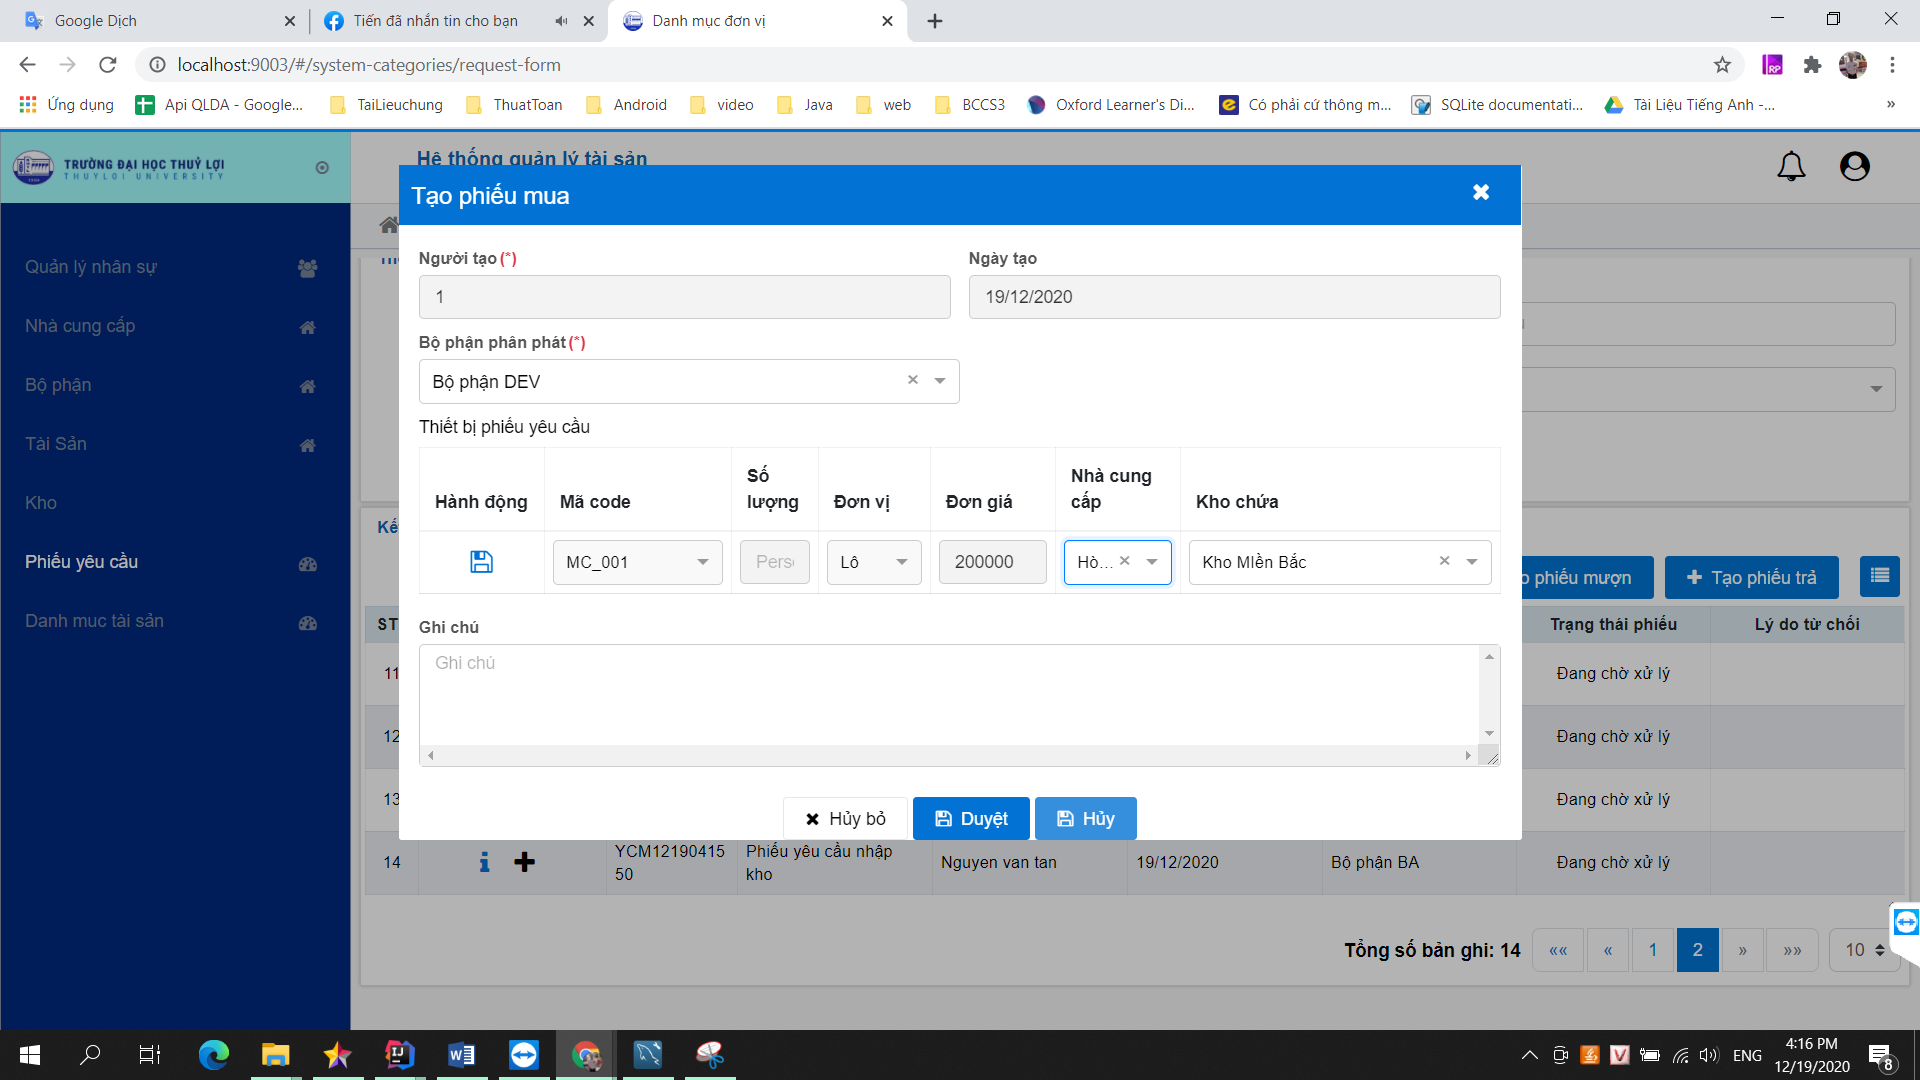 Google Dịch
Tiến đã nhắn tin cho bạn
Danh mục đơn vị
localhost:9003/#/system-categories/request-form
Ứng dụng
Api QLDA - Google...
TaiLieuchung
ThuatToan
Android
video
Java
web
BCCS3
Oxford Learner's Di...
Có phải cứ thông m...
SQLite documentati...
Tài Liệu Tiếng Anh -...
»
TRƯỜNG ĐẠI HỌC THUỶ LỢI
THUYLOI UNIVERSITY
Hệ thống quản lý tài sản
Quản lý nhân sự
Nhà cung cấp
Bộ phận
Tài Sản
Kho
Phiếu yêu cầu
Danh muc tài sản
Tạo phiếu mua
Người tạo (*)
Ngày tạo
1
19/12/2020
Bộ phận phân phát (*)
Bộ phận DEV
Thiết bị phiếu yêu cầu
Hành động
Mã code
Số lượng
Đơn vị
Đơn giá
Nhà cung cấp
Kho chứa
MC_001
Pers
Lô
200000
Hò...
Kho MIền Bắc
Ghi chú
Ghi chú
Hủy bỏ
Duyệt
Hủy
Kế
phiếu mượn
Tạo phiếu trả
ST
Trạng thái phiếu
Lý do từ chối
11
Đang chờ xử lý
12
Đang chờ xử lý
13
Đang chờ xử lý
14
YCM12190415
50
Phiếu yêu cầu nhập
kho
Nguyen van tan
19/12/2020
Bộ phận BA
Đang chờ xử lý
Tổng số bản ghi: 14
««
«
1
2
»
»»
10
ENG
4:16 PM
12/19/2020
8